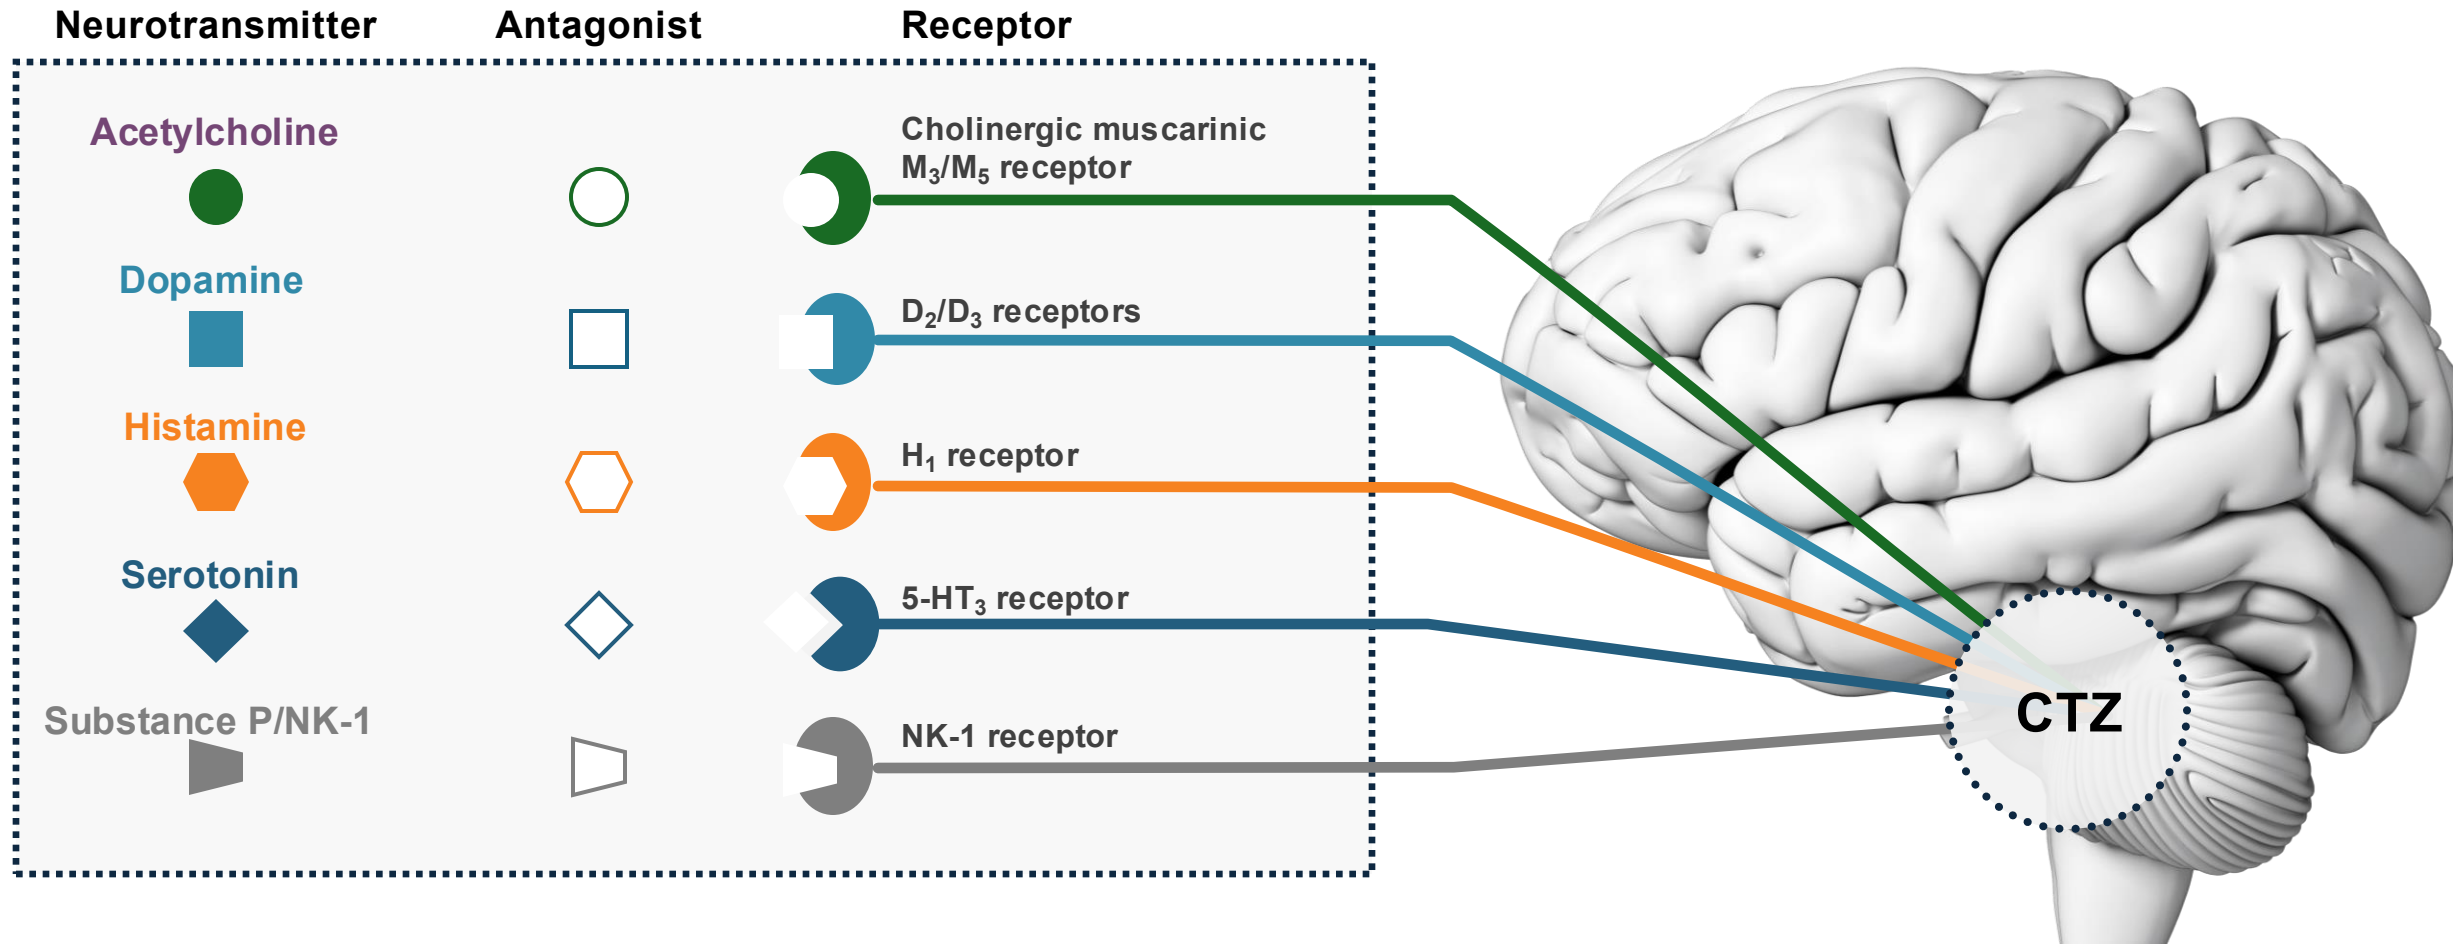 Neurotransmitter Antagonist Receptor
Acetylcholine
Cholinergic muscarinic
M₃/M₅ receptor
Dopamine
D₂/D₃ receptors
Histamine
H₁ receptor
Serotonin
5-HT₃ receptor
Substance P/NK-1
NK-1 receptor
CTZ